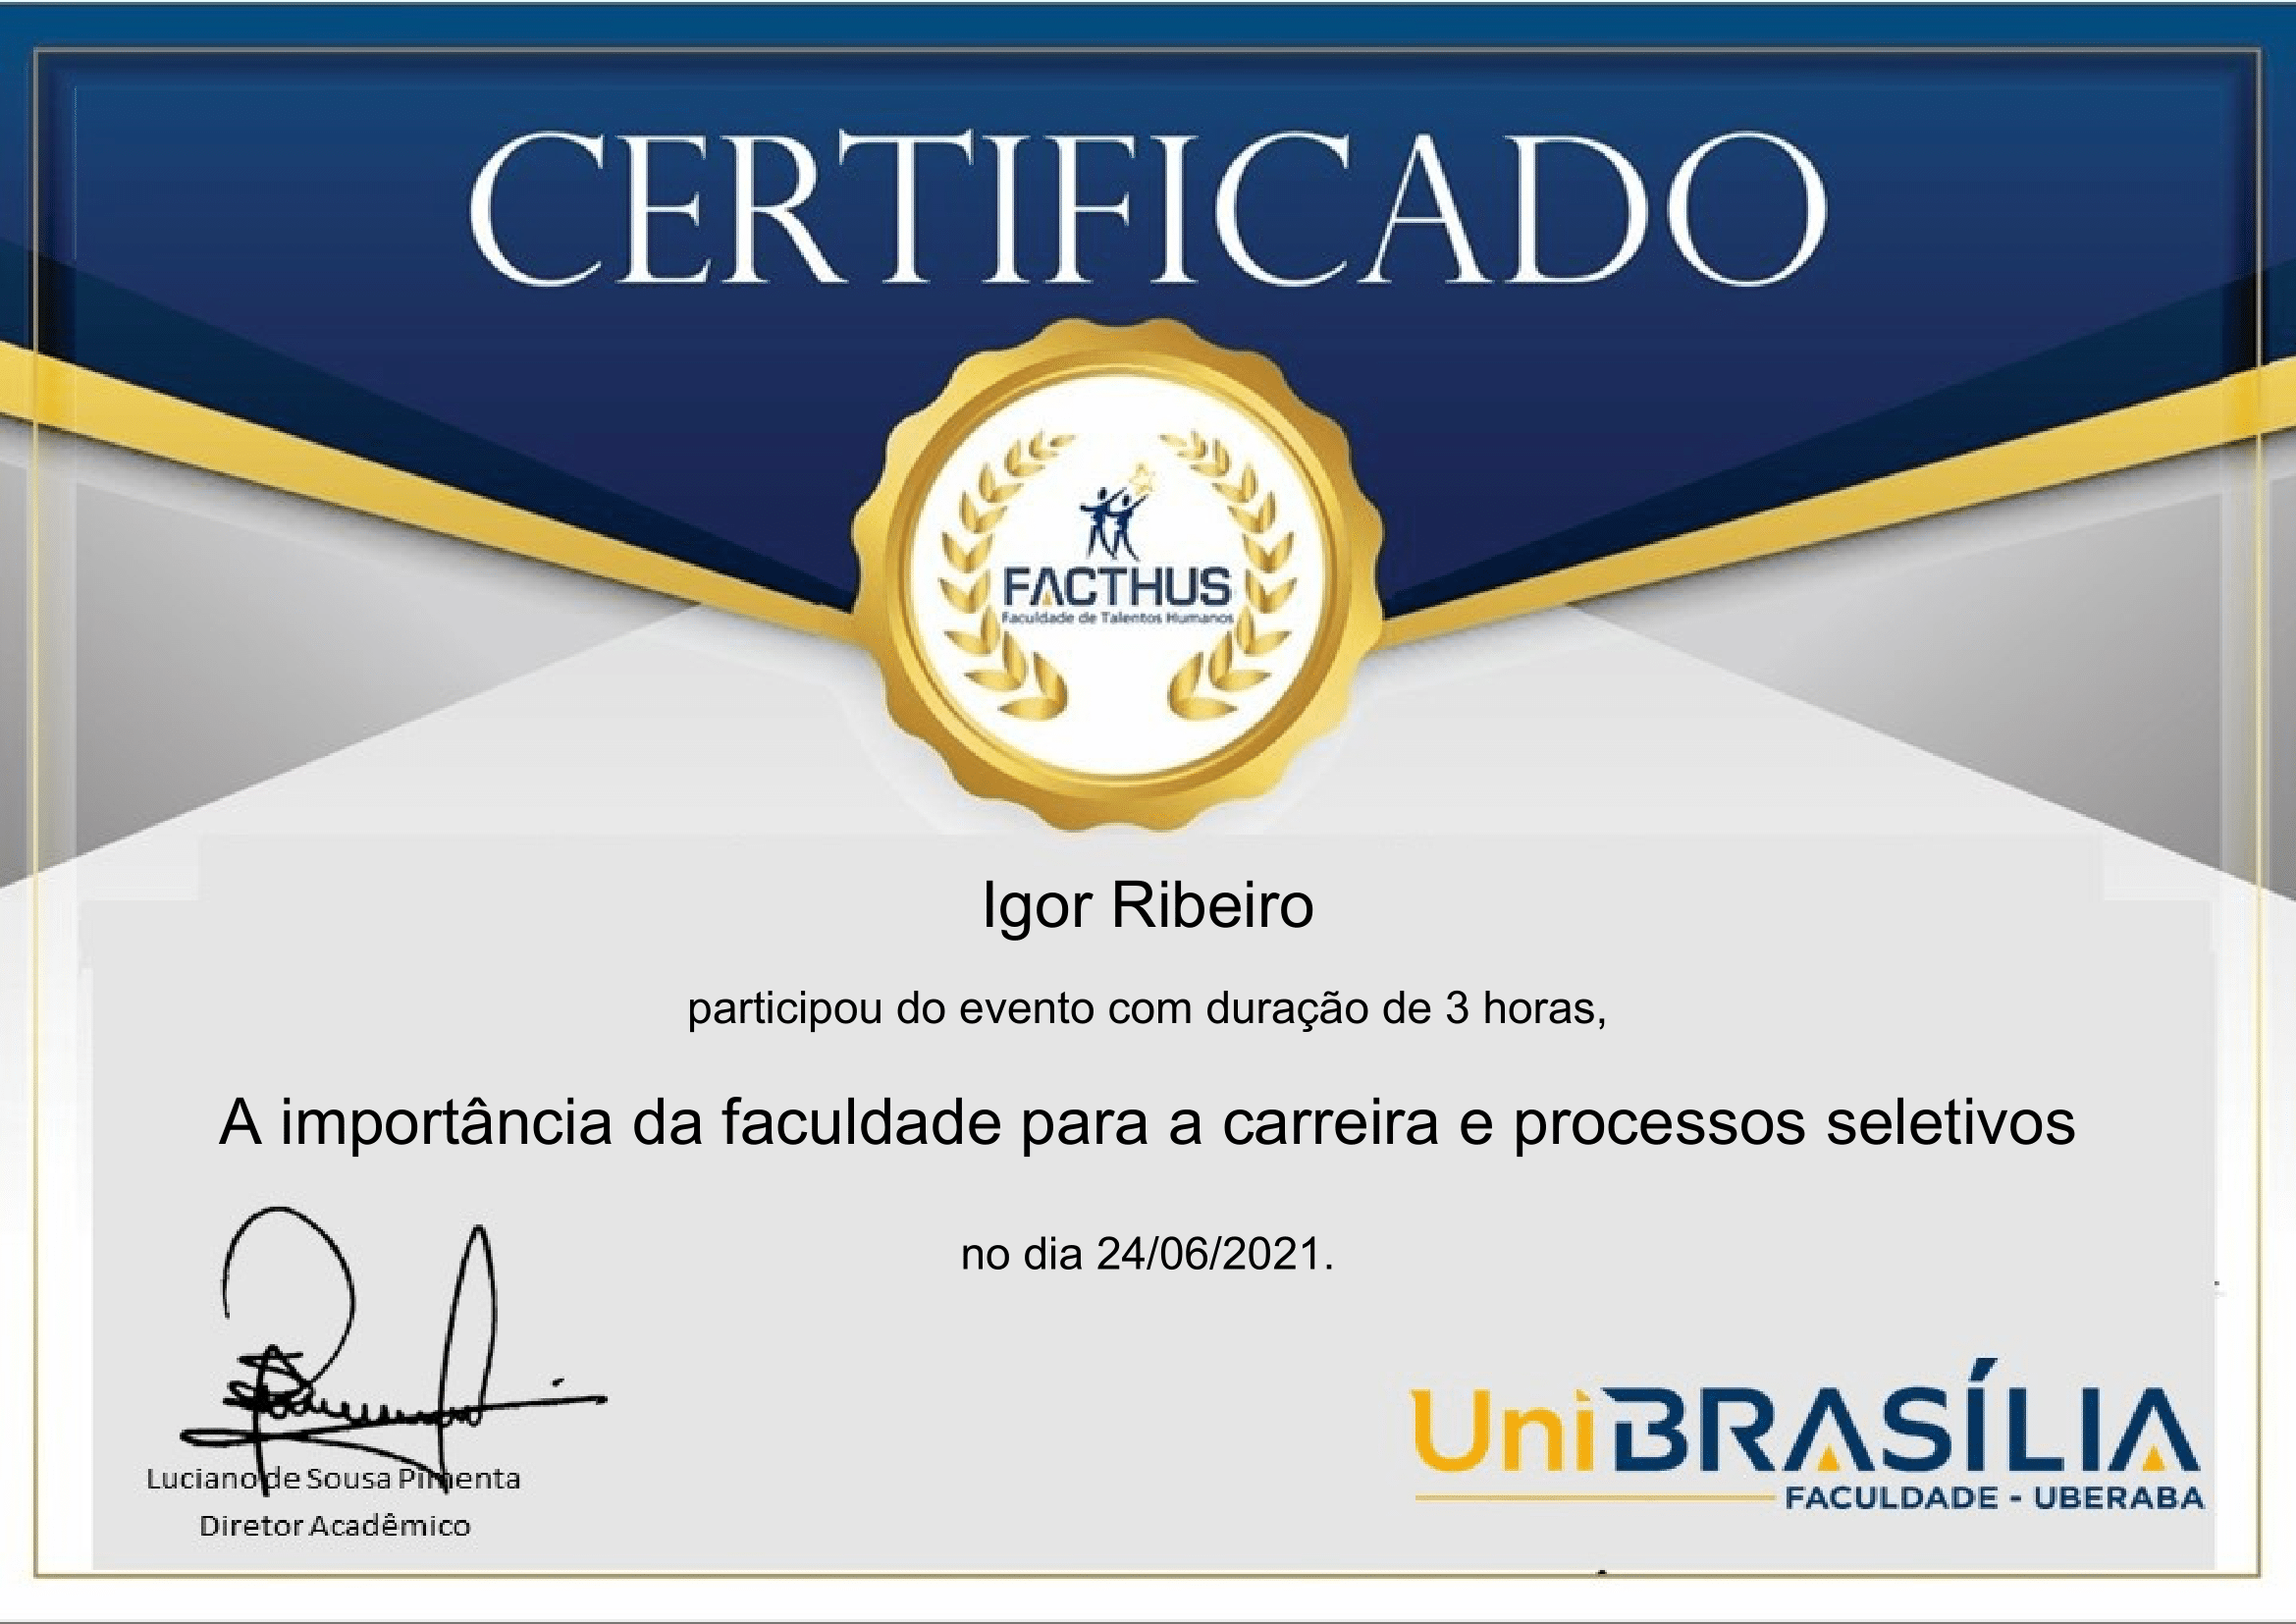 CERTIFICADO
FACTHUS
Faculdade de Talentos Humanos
Igor Ribeiro
participou do evento com duração de 3 horas,
A importância da faculdade para a carreira e processos seletivos
no dia 24/06/2021.
Luciano de Sousa Pimenta
Diretor Acadêmico
UniBRASÍLIA
FACULDADE - UBERABA